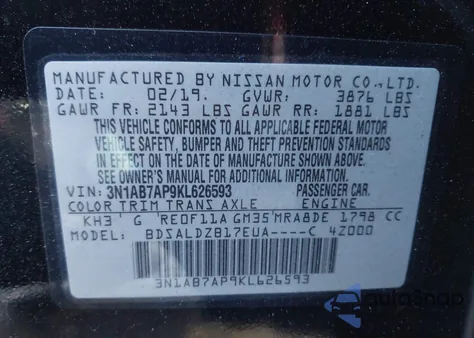 MANUFACTURED BY NISSAN MOTOR CO., LTD.
DATE: 02/19. GVWR: 3876 LBS
GAWR FR: 2143 LBS GAWR RR: 1881 LBS
THIS VEHICLE CONFORMS TO ALL APPLICABLE FEDERAL MOTOR
VEHICLE SAFETY, BUMPER AND THEFT PREVENTION STANDARDS
IN EFFECT ON THE DATE OF MANUFACTURE SHOWN ABOVE.
SEE OWNER'S MANUAL FOR ADDITIONAL INFORMATION.
VIN: 3N1AB7AP9KL626593 PASSENGER CAR.
COLOR TRIM TRANS AXLE ENGINE
KH3 G RE0F11A GM35 MRA8DE 1798 CC
MODEL: BDSALDZB17EUA----C 4Z000
3N1AB7AP9KL626593
AutoSnap